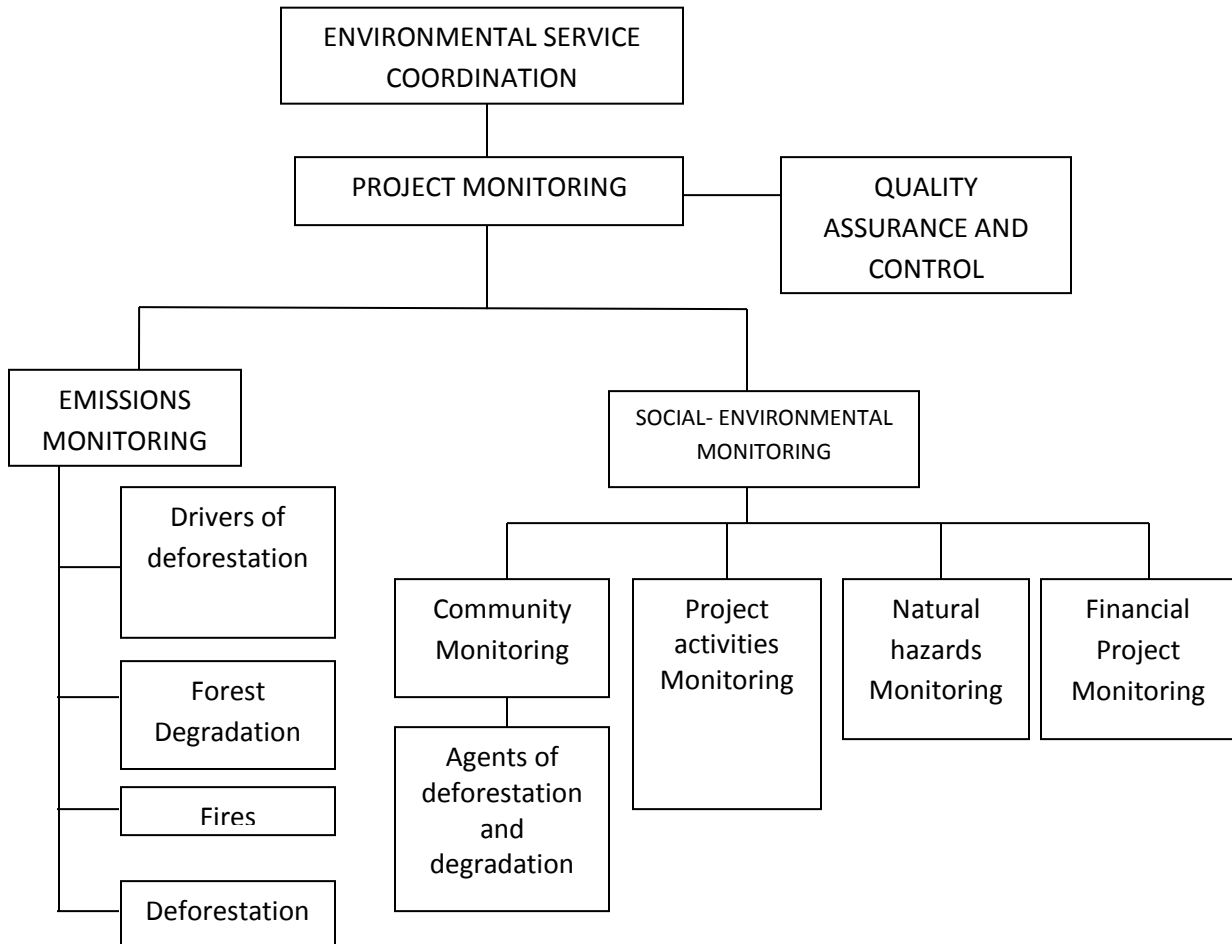 ENVIRONMENTAL SERVICE
COORDINATION
PROJECT MONITORING
QUALITY
ASSURANCE AND
CONTROL
EMISSIONS
MONITORING
SOCIAL- ENVIRONMENTAL
MONITORING
Drivers of
deforestation
Forest
Degradation
Fires
Deforestation
Community
Monitoring
Agents of
deforestation
and
degradation
Project
activities
Monitoring
Natural
hazards
Monitoring
Financial
Project
Monitoring